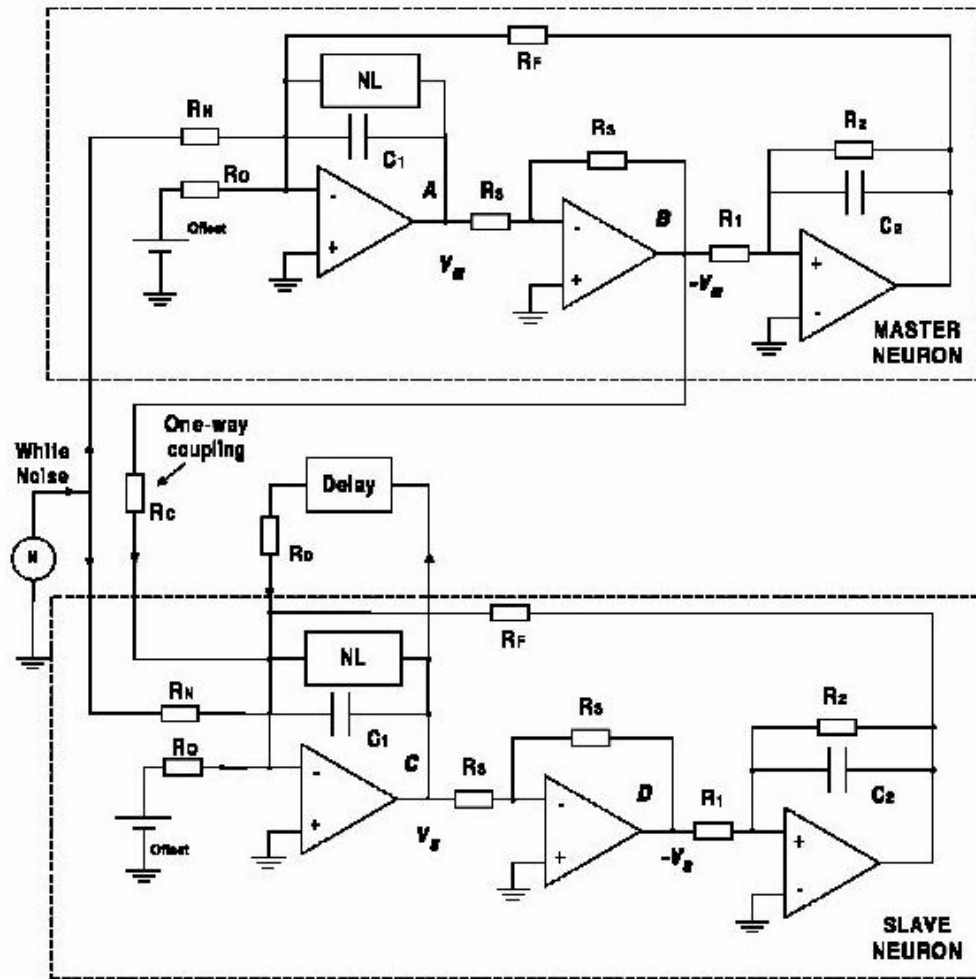 RF
NL
RN
C1
RO
Offset
-
+
A
VM
RS
RS
-
+
B
-VM
R1
R2
C2
+
-
MASTER
NEURON
White
Noise
N
One-way
coupling
RC
Delay
RD
RF
NL
RN
C1
RO
Offset
-
+
C
VS
RS
RS
-
+
D
-VS
R1
R2
C2
+
-
SLAVE
NEURON